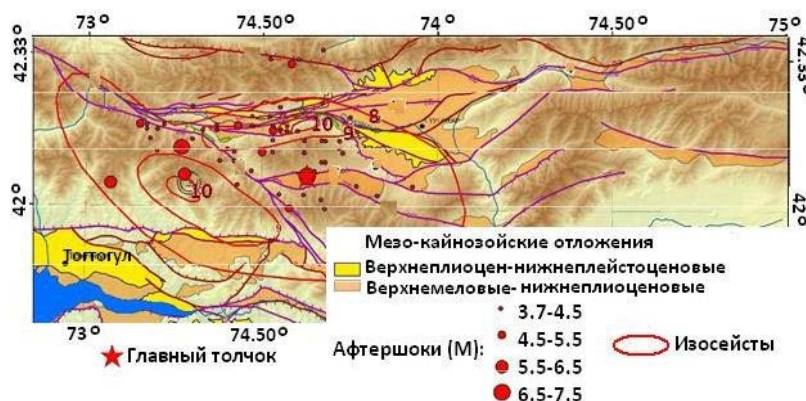 73° 74.50° 74° 74.50° 75°
42.33° 42.33°
8
10 9
10
42° 42°
Токтогул
73° 74.50°
Мезо-кайнозойские отложения
Верхнеплиоцен-нижнеплейстоценовые
Верхнемеловые-нижнеплиоценовые
Главный толчок
Афтершоки (М):
3.7-4.5
4.5-5.5
5.5-6.5
6.5-7.5
Изосейсты